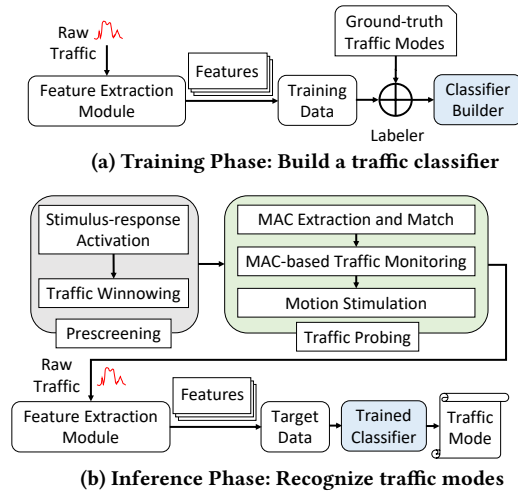 Raw
Traffic
Feature Extraction
Module
Features
Training
Data
Ground-truth
Traffic Modes
Labeler
Classifier
Builder
(a) Training Phase: Build a traffic classifier
Stimulus-response
Activation
Traffic Winnowing
Prescreening
MAC Extraction and Match
MAC-based Traffic Monitoring
Motion Stimulation
Traffic Probing
Raw
Traffic
Feature Extraction
Module
Features
Target
Data
Trained
Classifier
Traffic
Mode
(b) Inference Phase: Recognize traffic modes